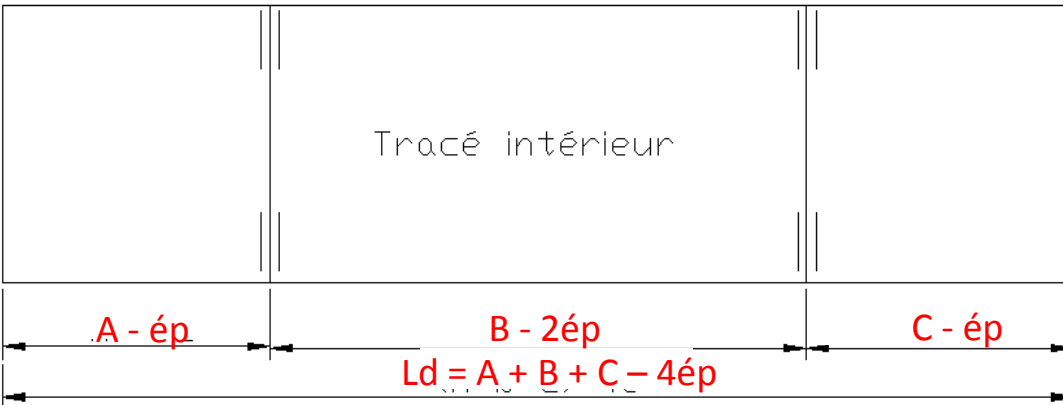 Tracé intérieur
A - ép
B - 2ép
C - ép
Ld = A + B + C – 4ép